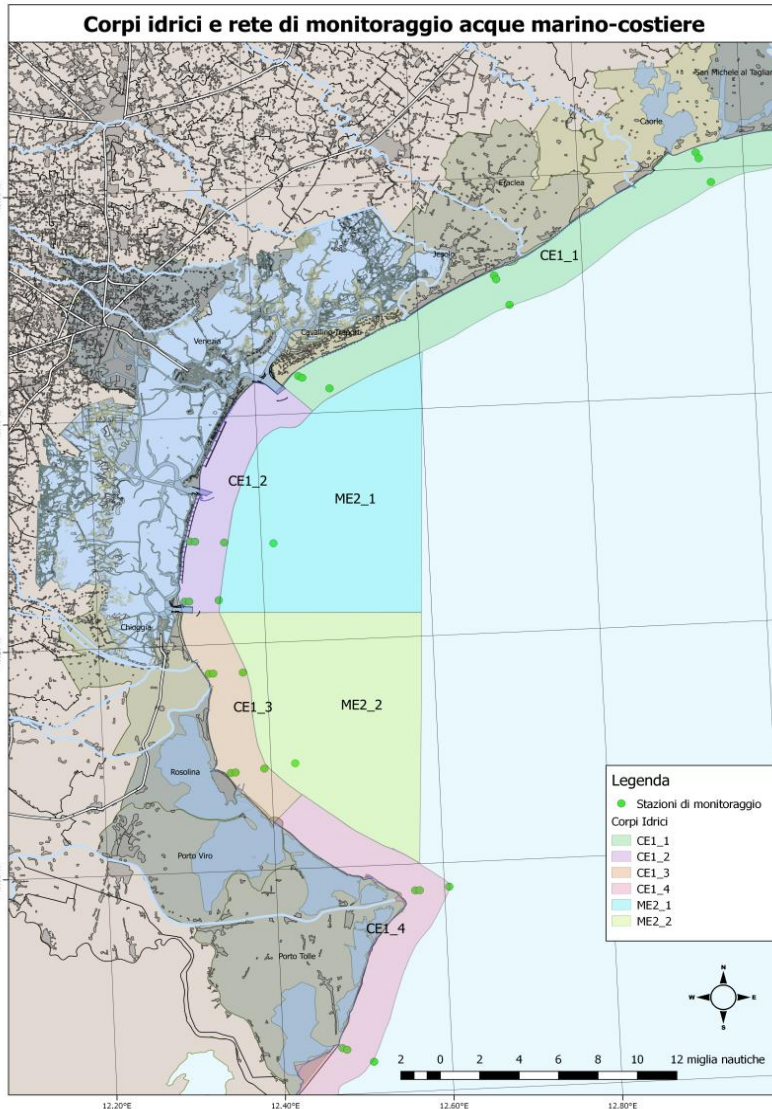 Corpi idrici e rete di monitoraggio acque marino-costiere
San Michele al Tagliam
Caorle
Eraclea
Jesolo
CE1_1
Cavallino-Treporti
Venezia
CE1_2
ME2_1
Chioggia
CE1_3
ME2_2
Rosolina
Porto Viro
CE1_4
Porto Tolle
Legenda
Stazioni di monitoraggio
Corpi Idrici
CE1_1
CE1_2
CE1_3
CE1_4
ME2_1
ME2_2
N
W E
S
2 0 2 4 6 8 10 12 miglia nautiche
12.20°E 12.40°E 12.60°E 12.80°E